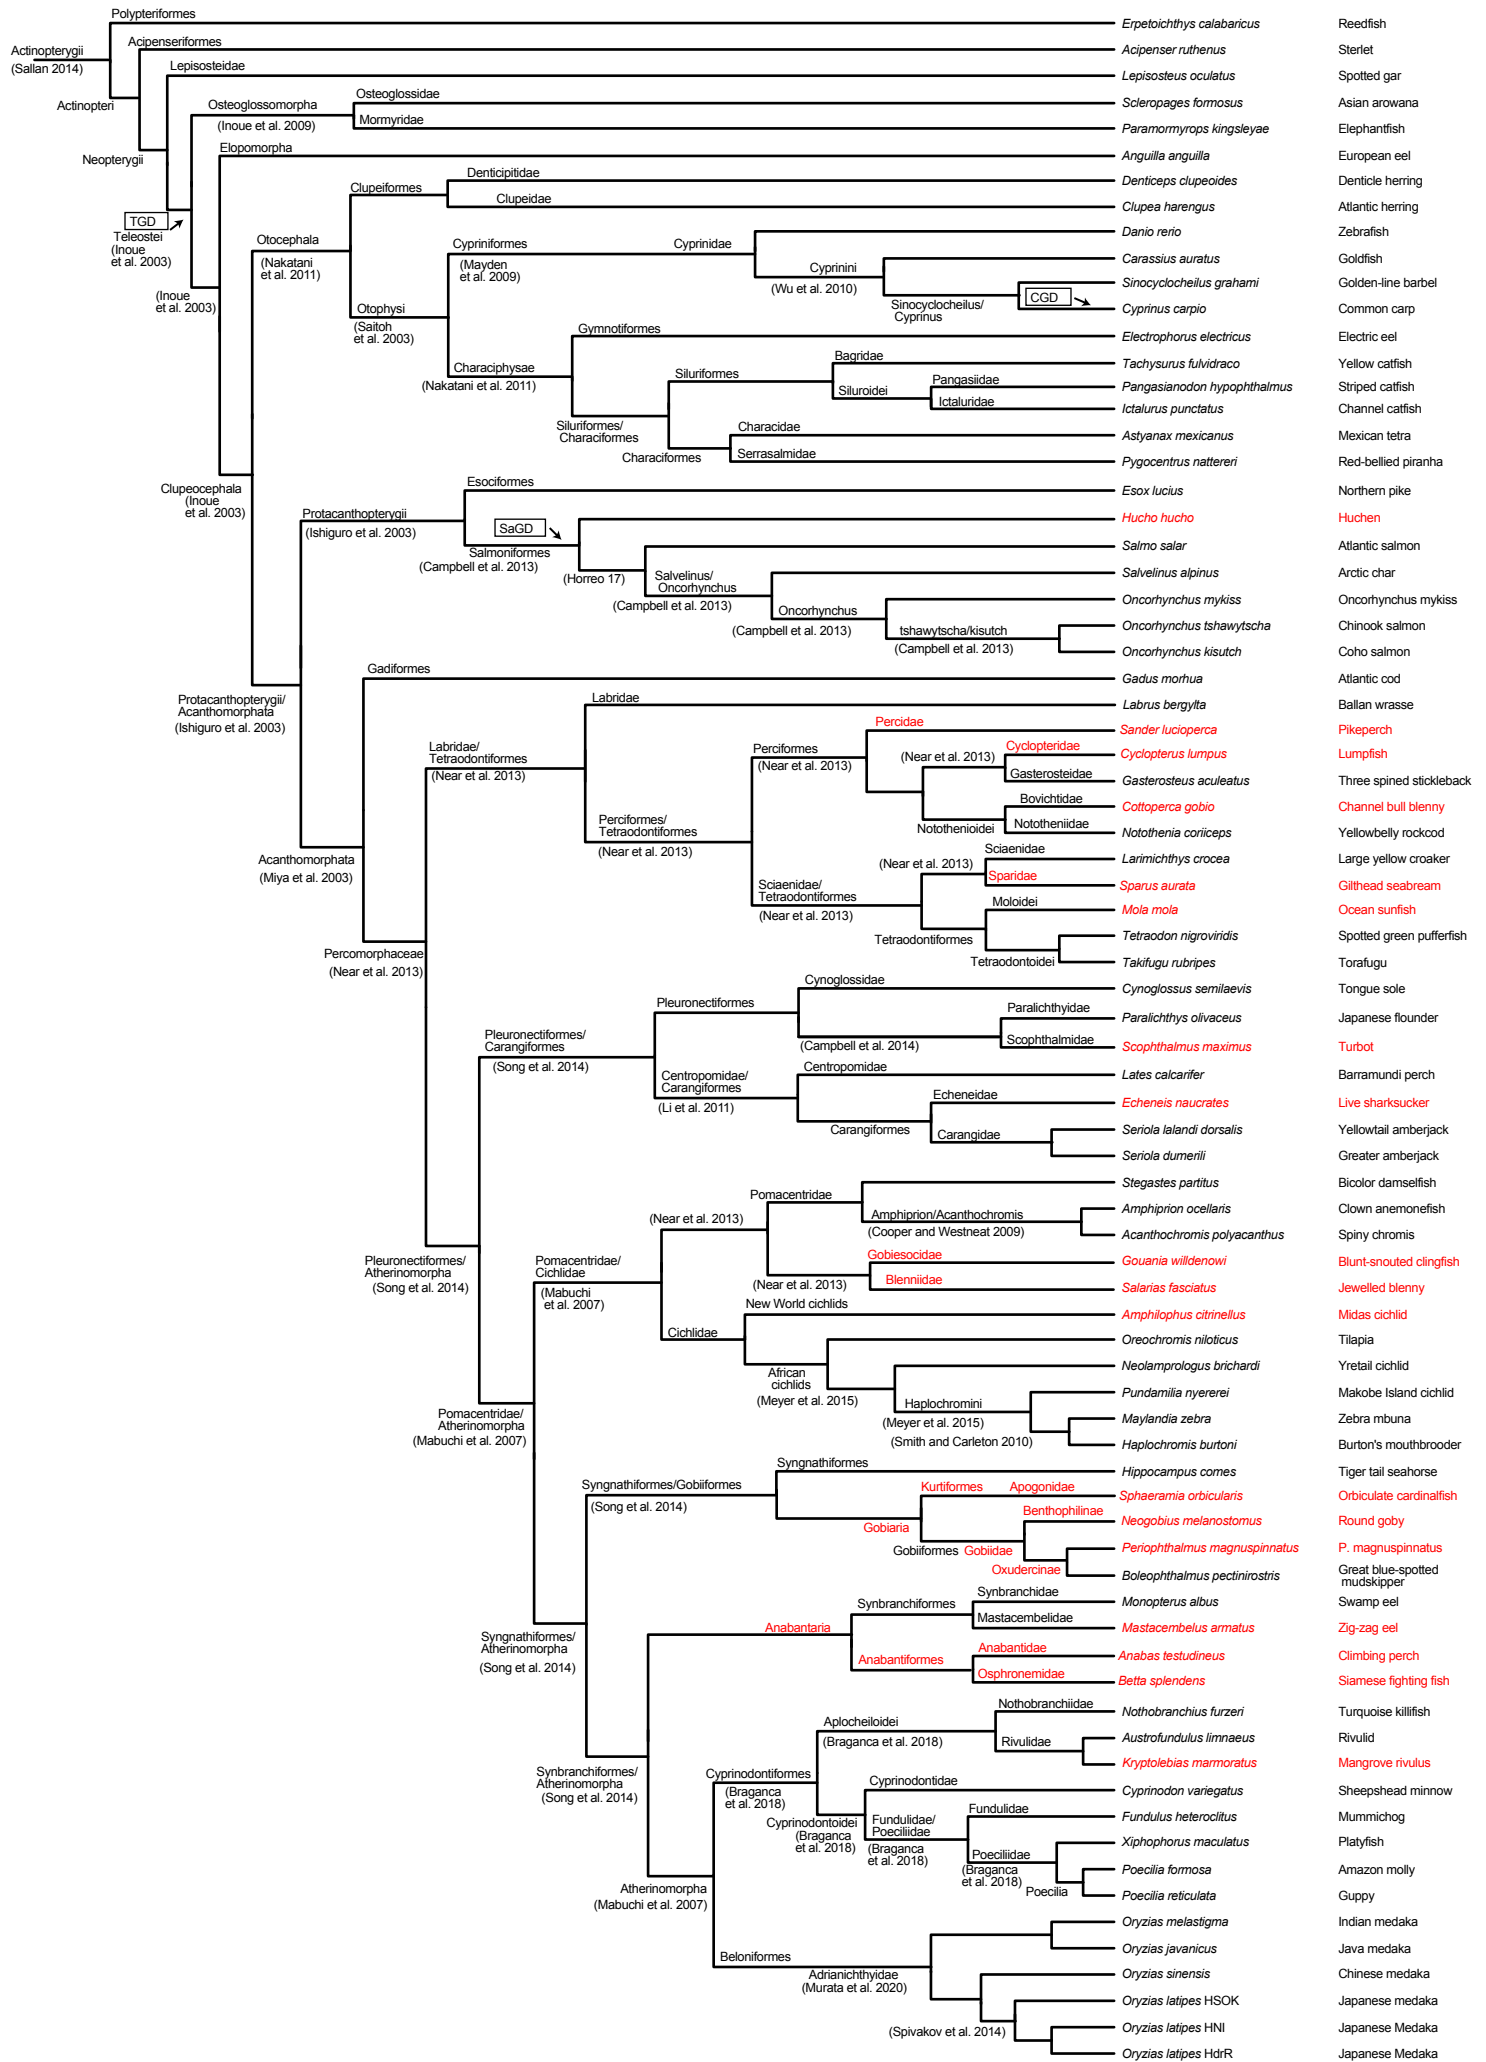 Polypteriformes
Erpetoichthys calabaricus Reedfish
Actinopterygii
(Sallan 2014)
Acipenseriformes
Acipenser ruthenus Sterlet
Lepisosteidae
Lepisosteus oculatus Spotted gar
Actinopteri
Osteoglossomorpha
(Inoue et al. 2009)
Osteoglossidae
Scleropages formosus Asian arowana
Mormyridae
Paramormyrops kingsleyae Elephantfish
Neopterygii
Elopomorpha
Anguilla anguilla European eel
TGD
Teleostei
(Inoue
et al. 2003)
Clupeiformes
Denticipitidae
Denticeps clupeoides Denticle herring
Clupeidae
Clupea harengus Atlantic herring
Otocephala
(Nakatani
et al. 2011)
Cypriniformes
(Mayden
et al. 2009)
Cyprinidae
Danio rerio Zebrafish
Cyprinini
(Wu et al. 2010)
Carassius auratus Goldfish
Sinocyclocheilus/
Cyprinus
Sinocyclocheilus grahami Golden-line barbel
CGD
Cyprinus carpio Common carp
(Inoue
et al. 2003)
Otophysi
(Saitoh
et al. 2003)
Gymnotiformes
Electrophorus electricus Electric eel
Characiphysae
(Nakatani et al. 2011)
Siluriformes
Bagridae
Tachysurus fulvidraco Yellow catfish
Siluroidei
Pangasiidae
Pangasianodon hypophthalmus Striped catfish
Ictaluridae
Ictalurus punctatus Channel catfish
Siluriformes/
Characiformes
Characiformes
Characidae
Astyanax mexicanus Mexican tetra
Serrasalmidae
Pygocentrus nattereri Red-bellied piranha
Clupeocephala
(Inoue
et al. 2003)
Protacanthopterygii
(Ishiguro et al. 2003)
Esociformes
Esox lucius Northern pike
SaGD
Salmoniformes
(Campbell et al. 2013)
Hucho hucho Huchen
(Horreo 17)
Salmo salar Atlantic salmon
Salvelinus/
Oncorhynchus
(Campbell et al. 2013)
Salvelinus alpinus Arctic char
Oncorhynchus
(Campbell et al. 2013)
Oncorhynchus mykiss Oncorhynchus mykiss
tshawytscha/kisutch
(Campbell et al. 2013)
Oncorhynchus tshawytscha Chinook salmon
Oncorhynchus kisutch Coho salmon
Protacanthopterygii/
Acanthomorphata
(Ishiguro et al. 2003)
Gadiformes
Gadus morhua Atlantic cod
Labridae
Labrus bergylta Ballan wrasse
Labridae/
Tetraodontiformes
(Near et al. 2013)
Perciformes
(Near et al. 2013)
Percidae
Sander lucioperca Pikeperch
(Near et al. 2013)
Cyclopteridae
Cyclopterus lumpus Lumpfish
Gasterosteidae
Gasterosteus aculeatus Three spined stickleback
Notothenioidei
Bovichtidae
Cottoperca gobio Channel bull blenny
Nototheniidae
Notothenia coriiceps Yellowbelly rockcod
Perciformes/
Tetraodontiformes
(Near et al. 2013)
Acanthomorphata
(Miya et al. 2003)
Sciaenidae/
Tetraodontiformes
(Near et al. 2013)
(Near et al. 2013)
Sciaenidae
Larimichthys crocea Large yellow croaker
Sparidae
Sparus aurata Gilthead seabream
Tetraodontiformes
Moloidei
Mola mola Ocean sunfish
Tetraodontoidei
Tetraodon nigroviridis Spotted green pufferfish
Takifugu rubripes Torafugu
Percomorphaceae
(Near et al. 2013)
Pleuronectiformes/
Carangiformes
(Song et al. 2014)
Pleuronectiformes
Cynoglossidae
Cynoglossus semilaevis Tongue sole
(Campbell et al. 2014)
Paralichthyidae
Paralichthys olivaceus Japanese flounder
Scophthalmidae
Scophthalmus maximus Turbot
Centropomidae/
Carangiformes
(Li et al. 2011)
Centropomidae
Lates calcarifer Barramundi perch
Carangiformes
Echeneidae
Echeneis naucrates Live sharksucker
Carangidae
Seriola lalandi dorsalis Yellowtail amberjack
Seriola dumerili Greater amberjack
Pleuronectiformes/
Atherinomorpha
(Song et al. 2014)
Pomacentridae/
Cichlidae
(Mabuchi
et al. 2007)
(Near et al. 2013)
Pomacentridae
Stegastes partitus Bicolor damselfish
Amphiprion/Acanthochromis
(Cooper and Westneat 2009)
Amphiprion ocellaris Clown anemonefish
Acanthochromis polyacanthus Spiny chromis
(Near et al. 2013)
Gobiesocidae
Gouania willdenowi Blunt-snouted clingfish
Blenniidae
Salarias fasciatus Jewelled blenny
Cichlidae
New World cichlids
Amphilophus citrinellus Midas cichlid
African
cichlids
(Meyer et al. 2015)
Oreochromis niloticus Tilapia
Neolamprologus brichardi Yretail cichlid
Haplochromini
(Meyer et al. 2015)
(Smith and Carleton 2010)
Pundamilia nyererei Makobe Island cichlid
Maylandia zebra Zebra mbuna
Haplochromis burtoni Burton's mouthbrooder
Pomacentridae/
Atherinomorpha
(Mabuchi et al. 2007)
Syngnathiformes/Gobiiformes
(Song et al. 2014)
Syngnathiformes
Hippocampus comes Tiger tail seahorse
Gobiaria
Kurtiformes Apogonidae
Sphaeramia orbicularis Orbiculate cardinalfish
Gobiiformes Gobiidae
Benthophilinae
Neogobius melanostomus Round goby
Oxudercinae
Periophthalmus magnuspinnatus P. magnuspinnatus
Boleophthalmus pectinirostris Great blue-spotted
mudskipper
Syngnathiformes/
Atherinomorpha
(Song et al. 2014)
Anabantaria
Synbranchiformes
Synbranchidae
Monopterus albus Swamp eel
Mastacembelidae
Mastacembelus armatus Zig-zag eel
Anabantiformes
Anabantidae
Anabas testudineus Climbing perch
Osphronemidae
Betta splendens Siamese fighting fish
Synbranchiformes/
Atherinomorpha
(Song et al. 2014)
Cyprinodontiformes
(Braganca
et al. 2018)
Aplocheiloidei
(Braganca et al. 2018)
Nothobranchiidae
Nothobranchius furzeri Turquoise killifish
Rivulidae
Austrofundulus limnaeus Rivulid
Kryptolebias marmoratus Mangrove rivulus
Cyprinodontoidei
(Braganca
et al. 2018)
Cyprinodontidae
Cyprinodon variegatus Sheepshead minnow
Fundulidae/
Poeciliidae
(Braganca
et al. 2018)
Fundulidae
Fundulus heteroclitus Mummichog
Poeciliidae
(Braganca
et al. 2018)
Xiphophorus maculatus Platyfish
Poecilia
Poecilia formosa Amazon molly
Poecilia reticulata Guppy
Atherinomorpha
(Mabuchi et al. 2007)
Beloniformes
Adrianichthyidae
(Murata et al. 2020)
Oryzias melastigma Indian medaka
Oryzias javanicus Java medaka
Oryzias sinensis Chinese medaka
(Spivakov et al. 2014)
Oryzias latipes HSOK Japanese medaka
Oryzias latipes HNI Japanese Medaka
Oryzias latipes HdrR Japanese Medaka